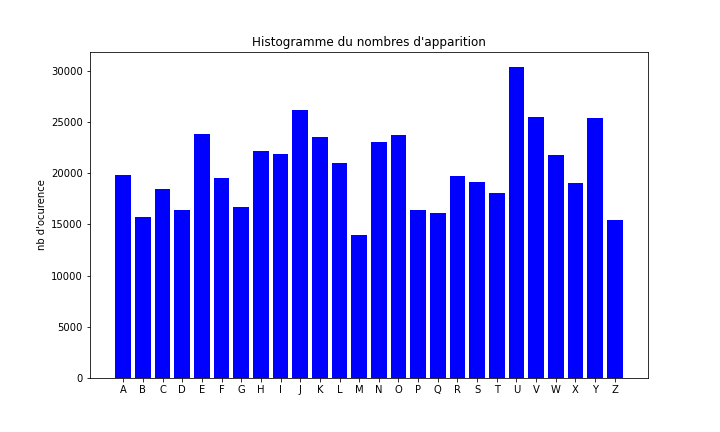 Histogramme du nombres d'apparition
nb d'ocurence
30000
25000
20000
15000
10000
5000
0
A B C D E F G H I J K L M N O P Q R S T U V W X Y Z